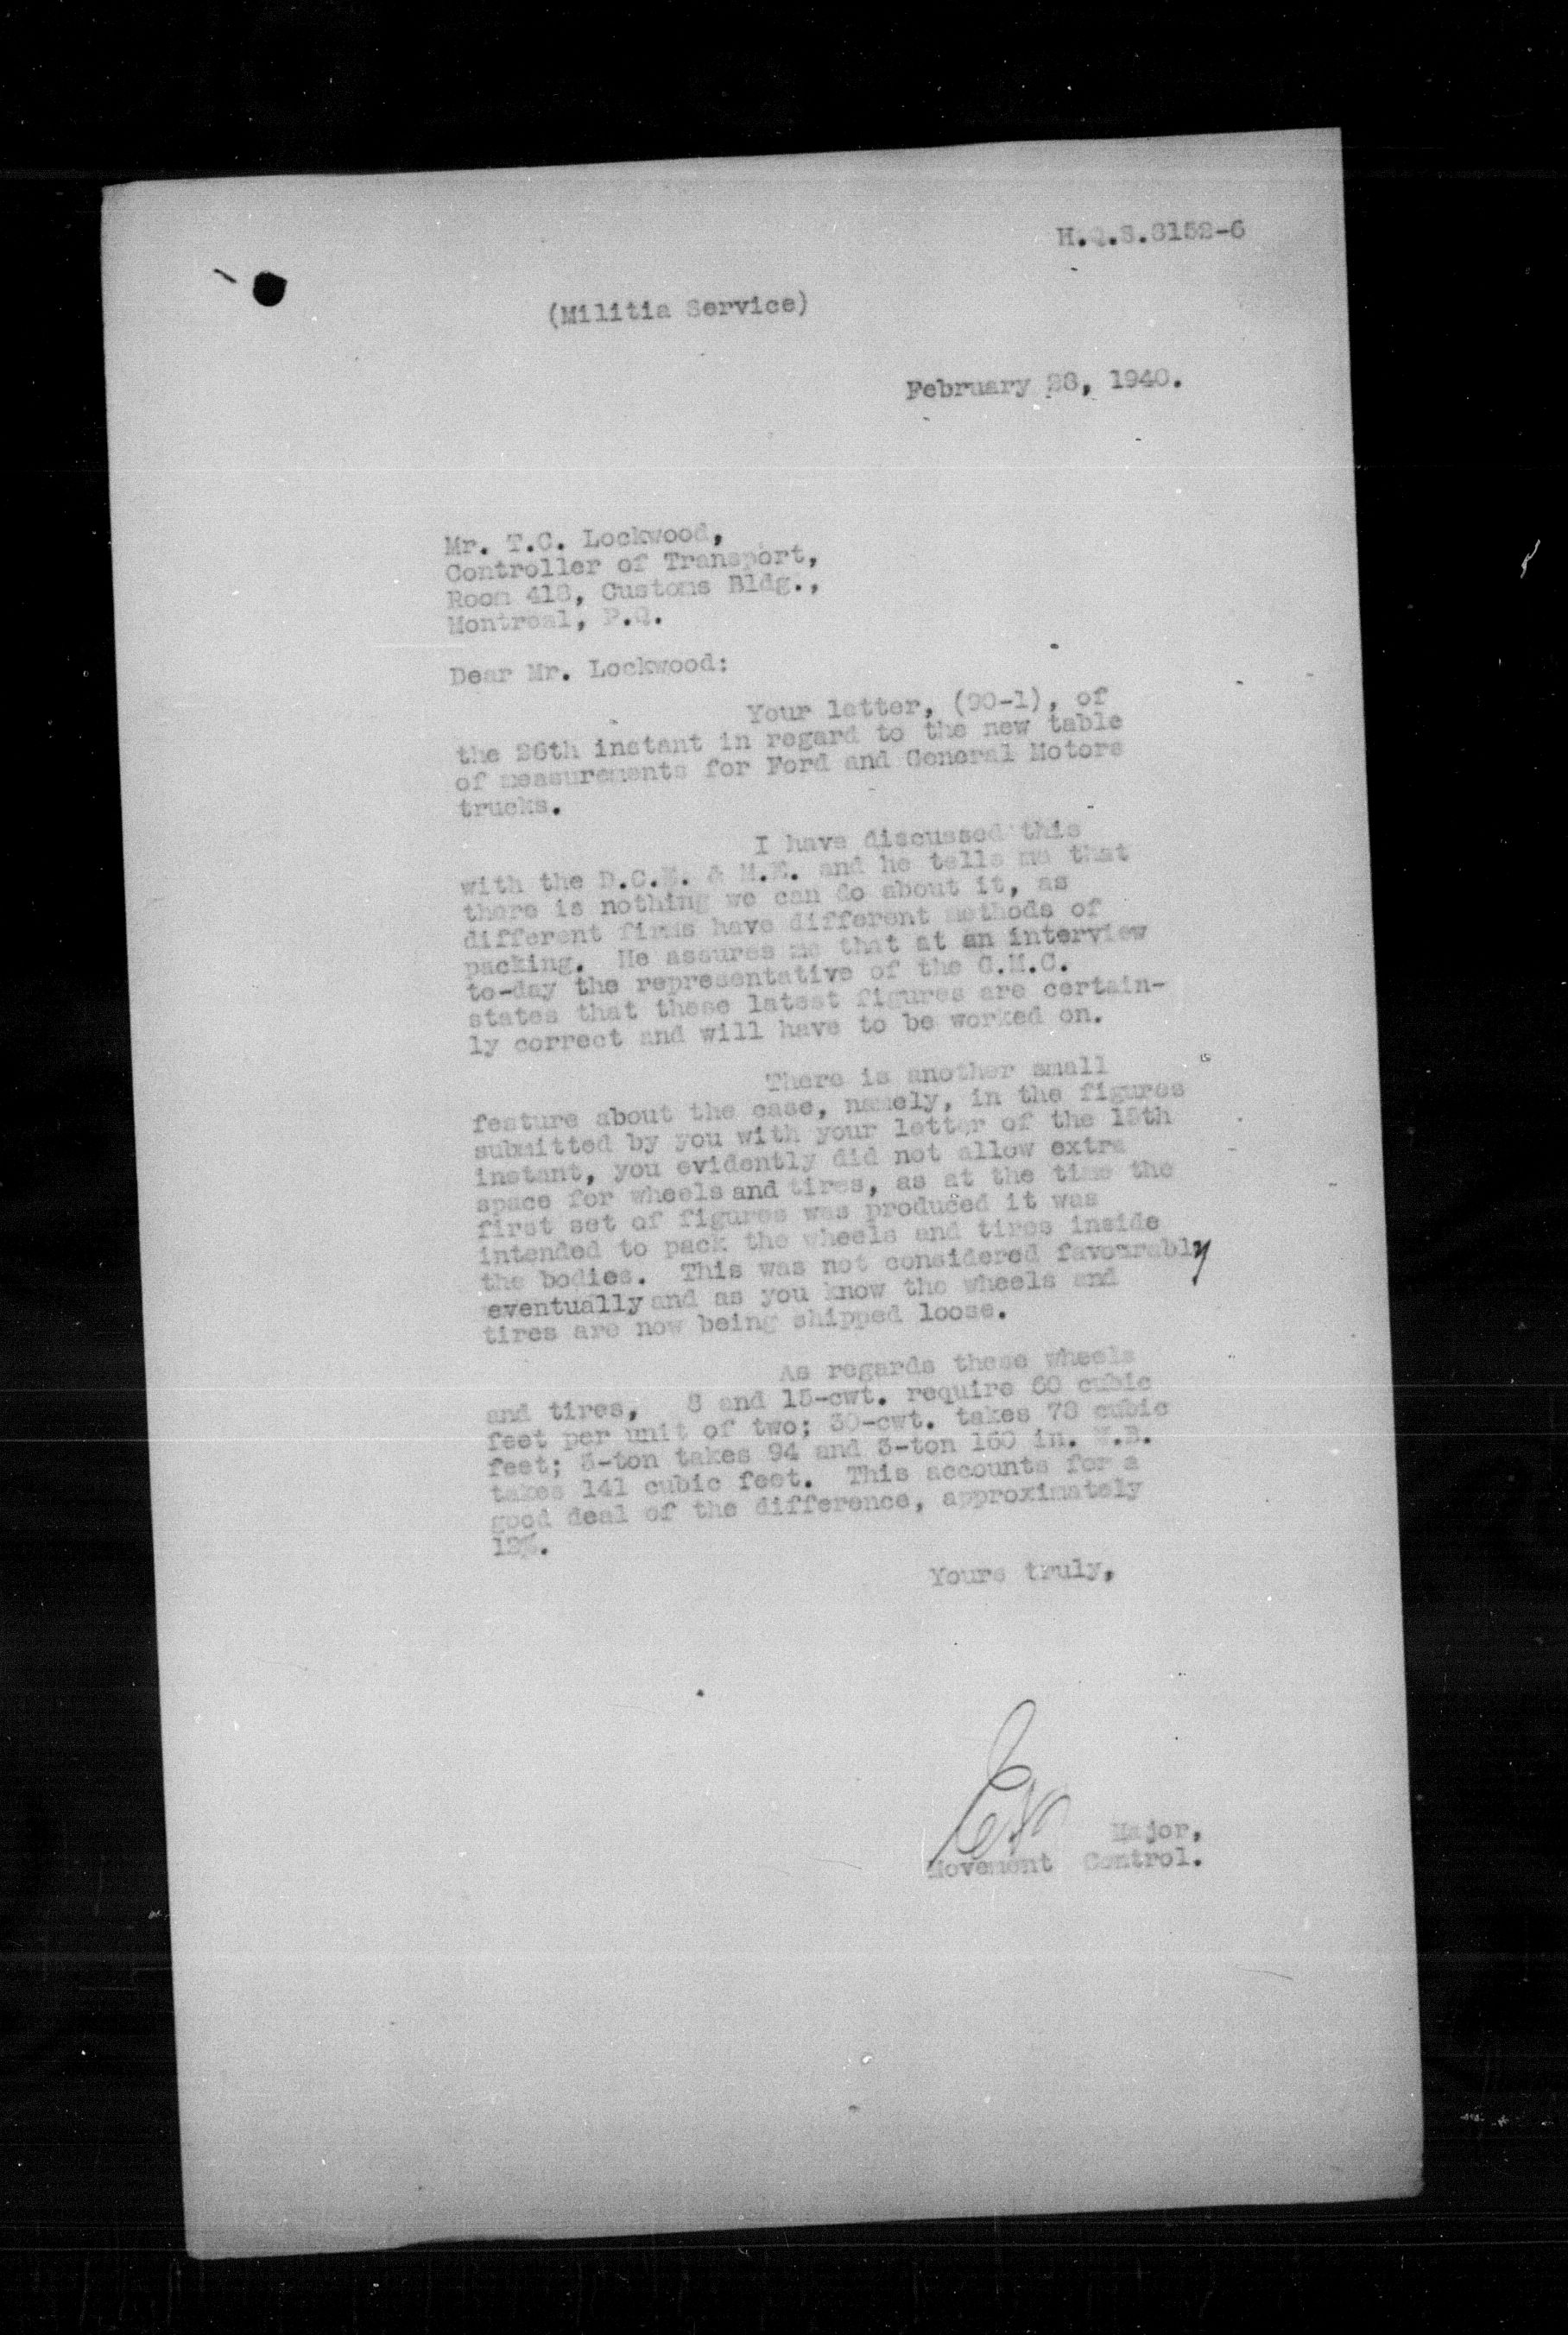 H.Q.S.8152-6
(Militia Service)
February 28, 1940.
Mr. T.C. Lockwood,
Controller of Transport,
Room 418, Customs Bldg.,
Montreal, P.Q.
Dear Mr. Lockwood:
Your letter, (90-1), of
the 26th instant in regard to the new table
of measurements for Ford and General Motors
trucks.
I have discussed this
with the D.C.E. & M.E. and he tells me that
there is nothing we can do about it, as
different firms have different methods of
packing. He assures me that at an interview
to-day the representative of the G.M.C.
states that these latest figures are certain-
ly correct and will have to be worked on.
There is another small
feature about the case, namely, in the figures
submitted by you with your letter of the
instant, you evidently did not allow extra
space for wheels and tires, as at the time the
first set of figures was produced it was
intended to pack the wheels and tires inside
the bodies. This was not considered favourably
eventually and as you know the wheels and
tires are now being shipped loose.
As regards these wheels
and tires, 8 and 15-cwt. require 60 cubic
feet per unit of two; 30-cwt. takes 78 cubic
feet; 3-ton takes 94 and 3-ton 160 in. W.B.
takes 141 cubic feet. This accounts for a
good deal of the difference, approximately
12%.
Yours truly,
Major,
Movement Control.